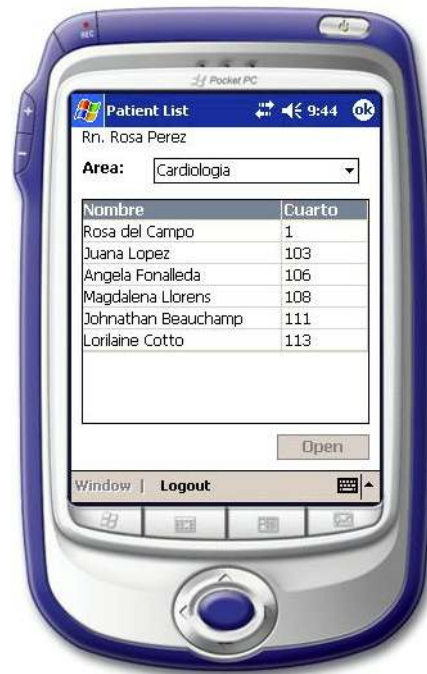 REC
Pocket PC
Patient List 9:44 ok
Rn. Rosa Perez
Area: Cardiologia
Nombre Cuarto
Rosa del Campo 1
Juana Lopez 103
Angela Fonalleda 106
Magdalena Llorens 108
Johnathan Beauchamp 111
Lorilaine Cotto 113
Open
Window | Logout